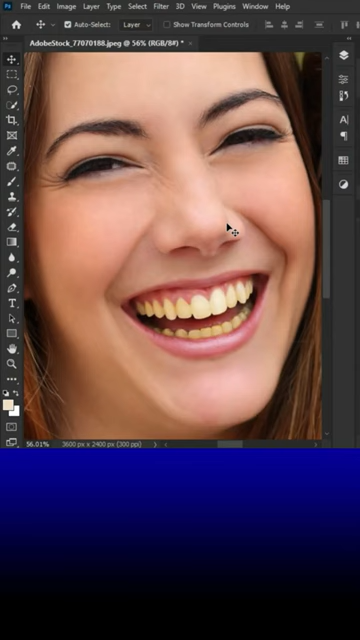 Ps File Edit Image Layer Type Select Filter 3D View Plugins Window Help
Auto-Select: Layer Show Transform Controls
AdobeStock_77070188.jpeg @ 56% (RGB/8#) * ×
56.01% 3600 px x 2400 px (300 ppi)